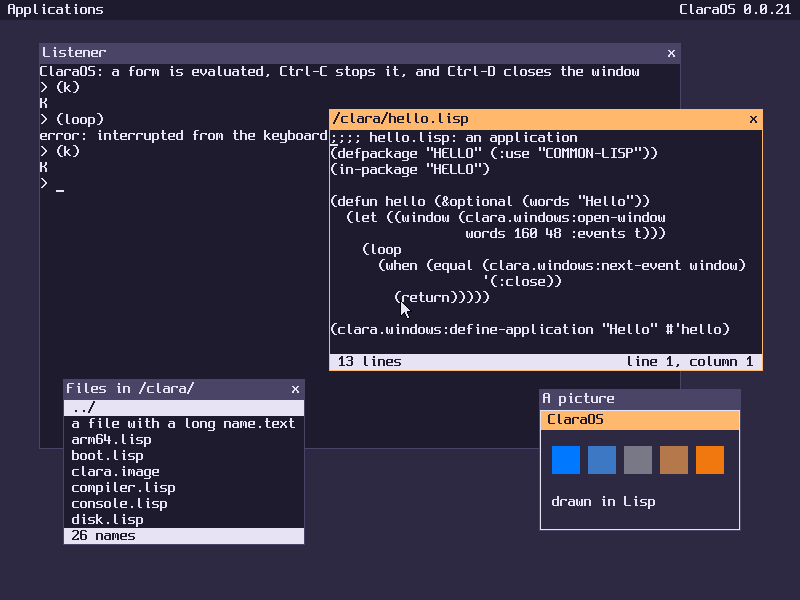 Applications
ClaraOS 0.0.21
Listener x
ClaraOS: a form is evaluated, Ctrl-C stops it, and Ctrl-D closes the window
> (k)
K
> (loop)
error: interrupted from the keyboard
> (k)
K
> _
/clara/hello.lisp x
;;;; hello.lisp: an application
(defpackage "HELLO" (:use "COMMON-LISP"))
(in-package "HELLO")
(defun hello (&optional (words "Hello"))
  (let ((window (clara.windows:open-window
                 words 160 48 :events t)))
    (loop
      (when (equal (clara.windows:next-event window)
                   '(:close))
        (return)))))
(clara.windows:define-application "Hello" #'hello)
13 lines
line 1, column 1
Files in /clara/ x
../
a file with a long name.text
arm64.lisp
boot.lisp
clara.image
compiler.lisp
console.lisp
disk.lisp
26 names
A picture
ClaraOS
drawn in Lisp